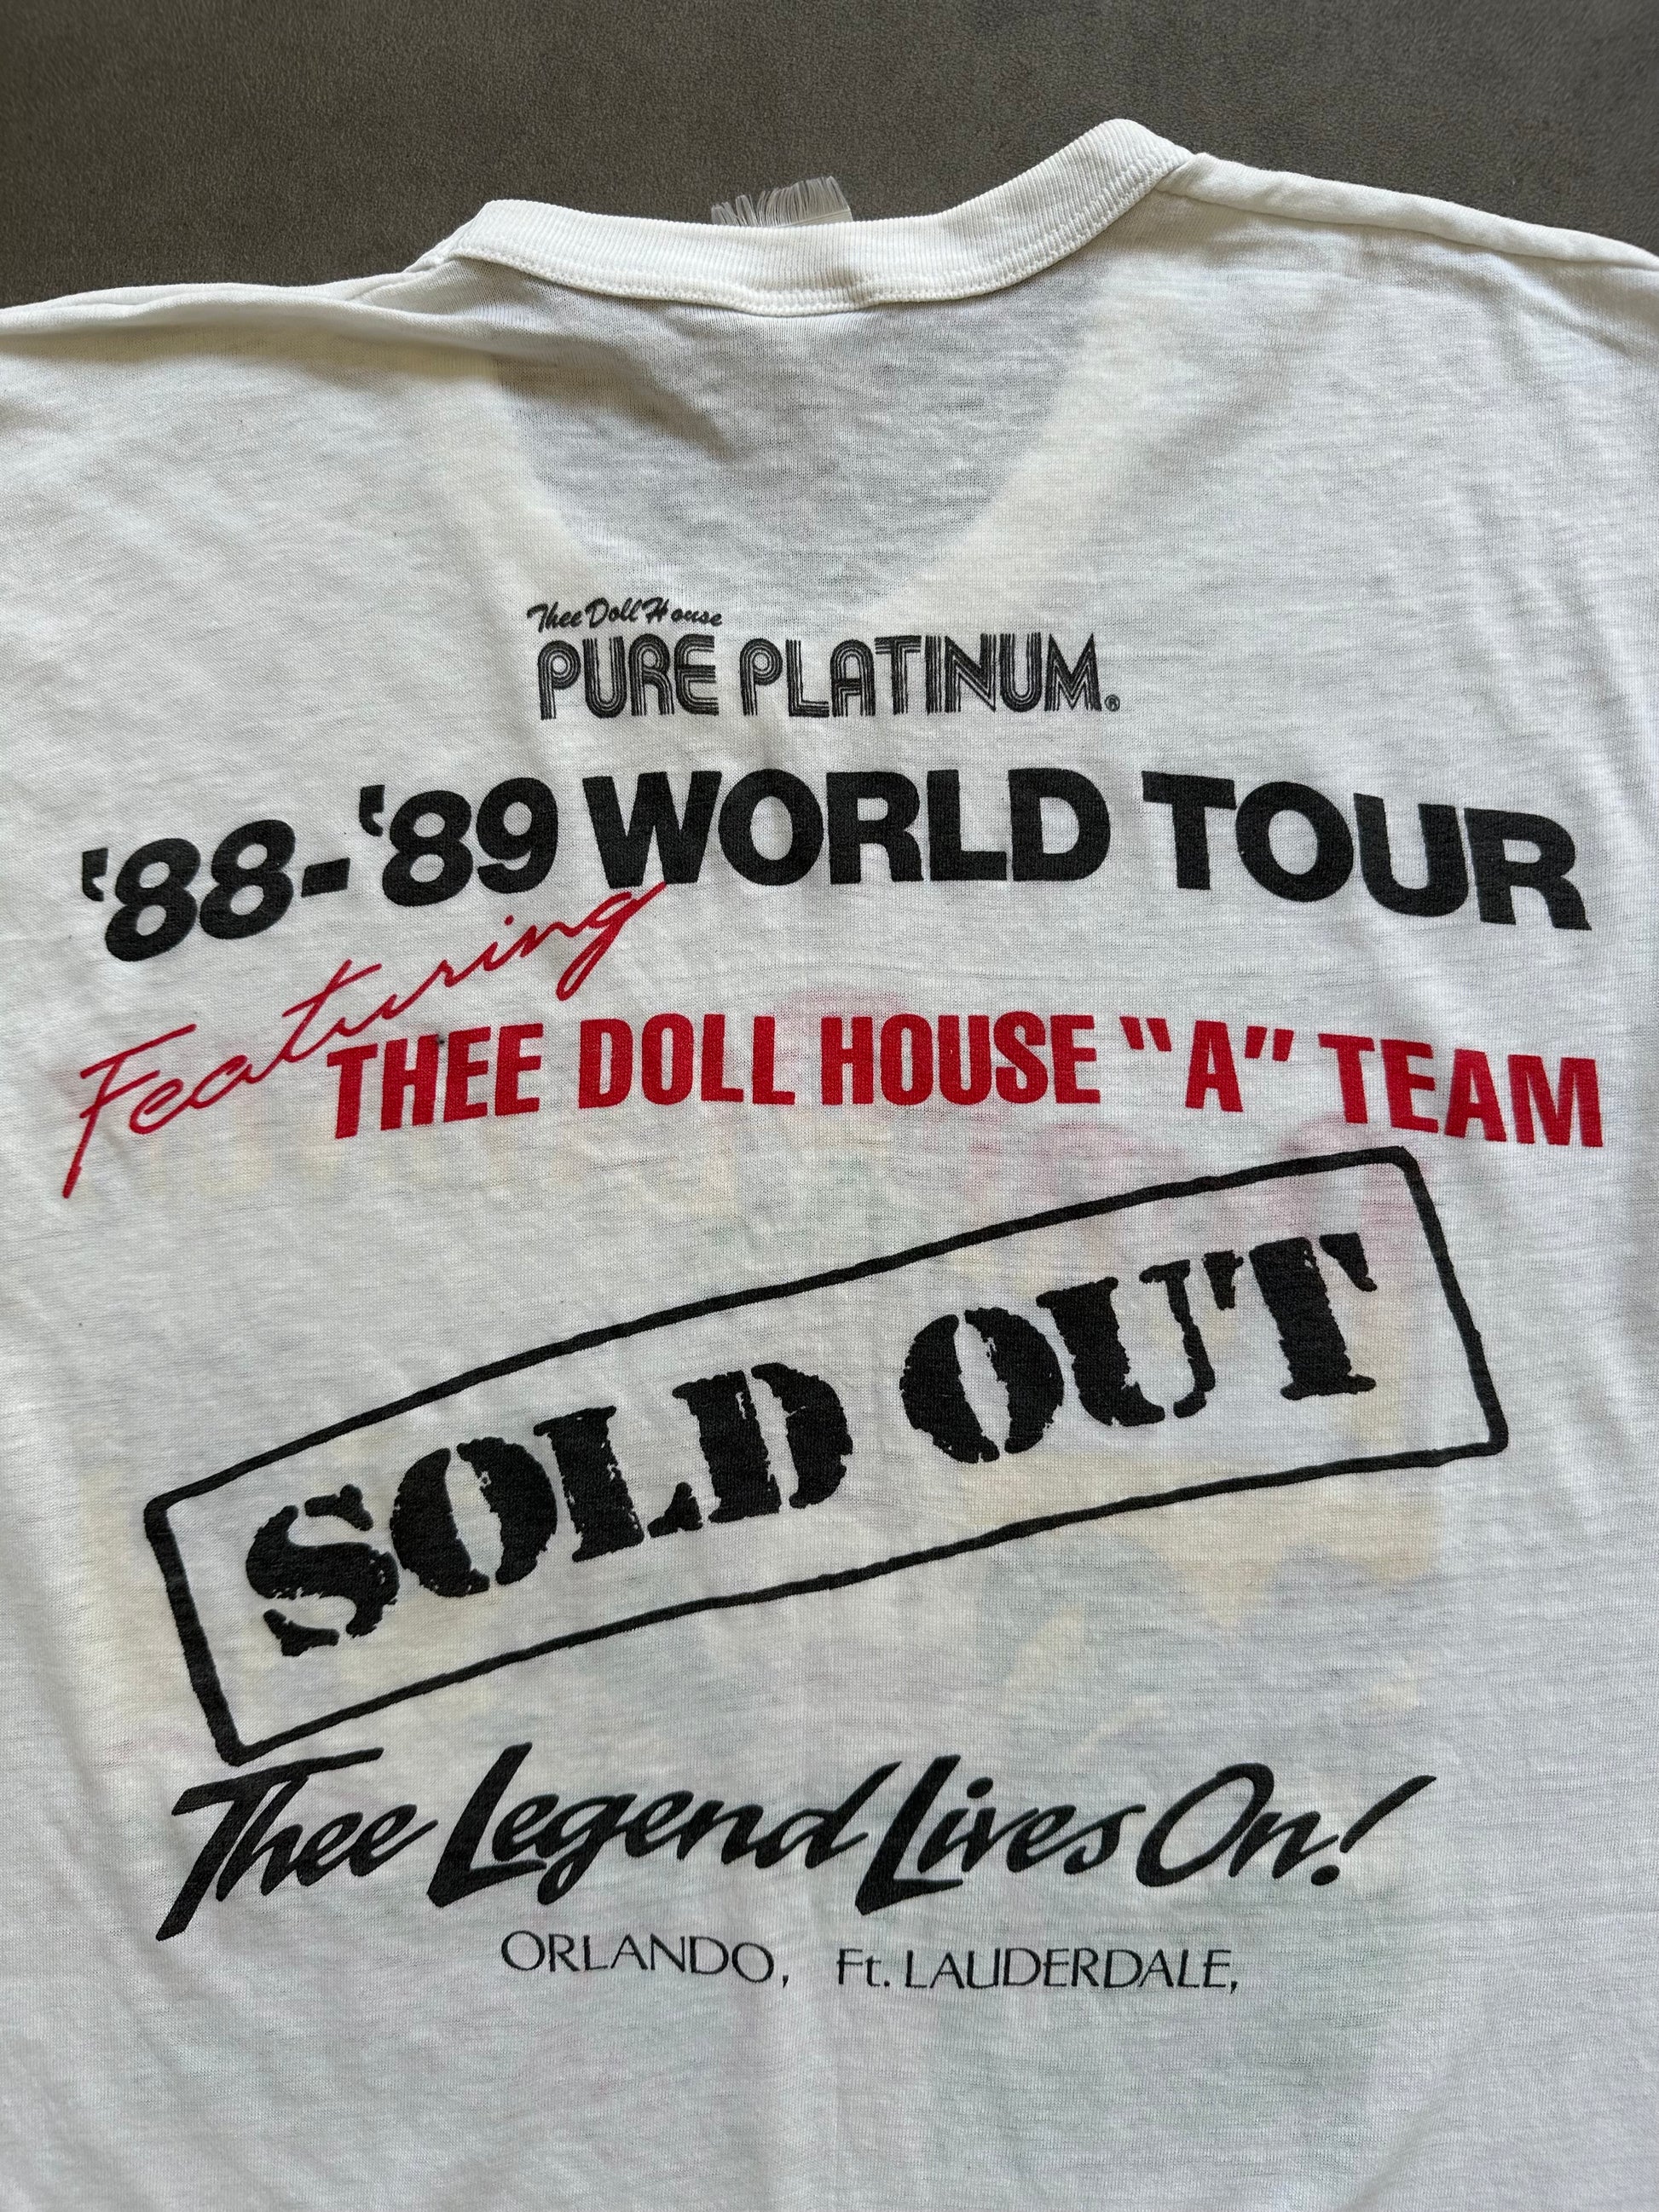 Thee Doll House
PURE PLATINUM®
'88-'89 WORLD TOUR
Featuring
THEE DOLL HOUSE "A" TEAM
SOLD OUT
Thee Legend Lives On!
ORLANDO, Ft. LAUDERDALE,